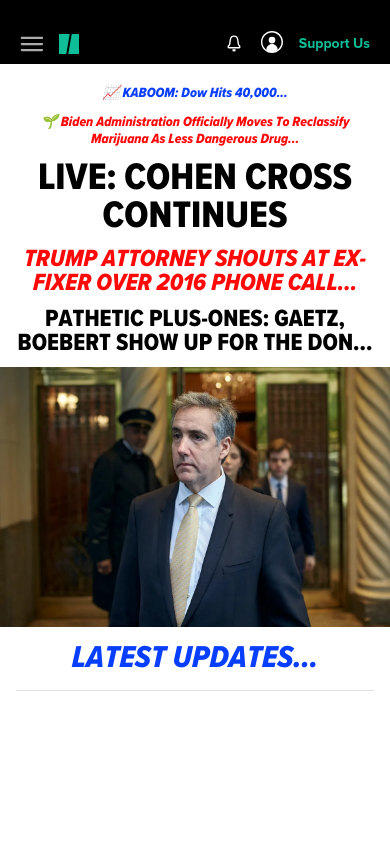 Support Us
📈 KABOOM: Dow Hits 40,000...
🌱 Biden Administration Officially Moves To Reclassify
Marijuana As Less Dangerous Drug...
LIVE: COHEN CROSS
CONTINUES
TRUMP ATTORNEY SHOUTS AT EX-
FIXER OVER 2016 PHONE CALL...
PATHETIC PLUS-ONES: GAETZ,
BOEBERT SHOW UP FOR THE DON...
LATEST UPDATES...